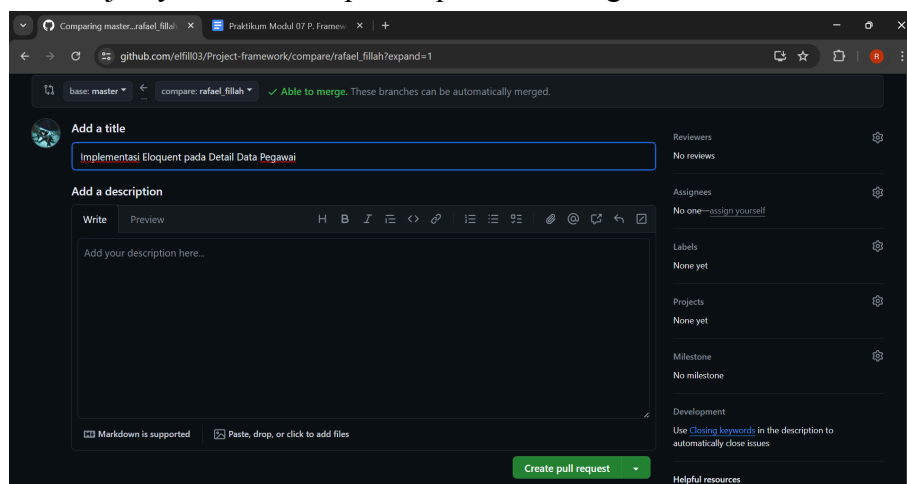 Comparing master...rafael_fillah
Praktikum Modul 07 P. Framew
github.com/elfill03/Project-framework/compare/rafael_fillah?expand=1
R
base: master compare: rafael_fillah Able to merge. These branches can be automatically merged.
Add a title
Implementasi Eloquent pada Detail Data Pegawai
Add a description
Write Preview
Add your description here...
Markdown is supported Paste, drop, or click to add files
Create pull request
Reviewers
No reviews
Assignees
No one—assign yourself
Labels
None yet
Projects
None yet
Milestone
No milestone
Development
Use Closing keywords in the description to
automatically close issues
Helpful resources